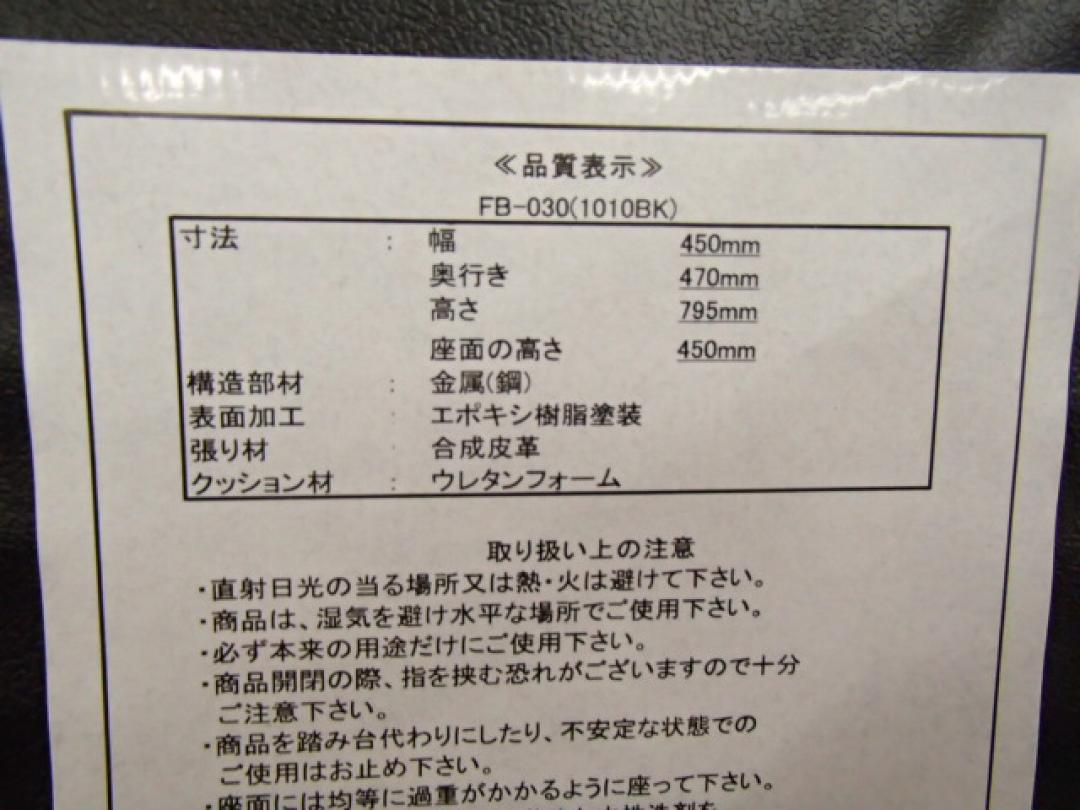 ≪品質表示≫
FB-030(1010BK)
寸法 : 幅 450mm
奥行き 470mm
高さ 795mm
座面の高さ 450mm
構造部材 : 金属(鋼)
表面加工 : エポキシ樹脂塗装
張り材 : 合成皮革
クッション材 : ウレタンフォーム
取り扱い上の注意
・直射日光の当る場所又は熱・火は避けて下さい。
・商品は、湿気を避け水平な場所でご使用下さい。
・必ず本来の用途だけにご使用下さい。
・商品開閉の際、指を挟む恐れがございますので十分
ご注意下さい。
・商品を踏み台代わりにしたり、不安定な状態での
ご使用はお止め下さい。
・座面には均等に過重がかかるように座って下さい。